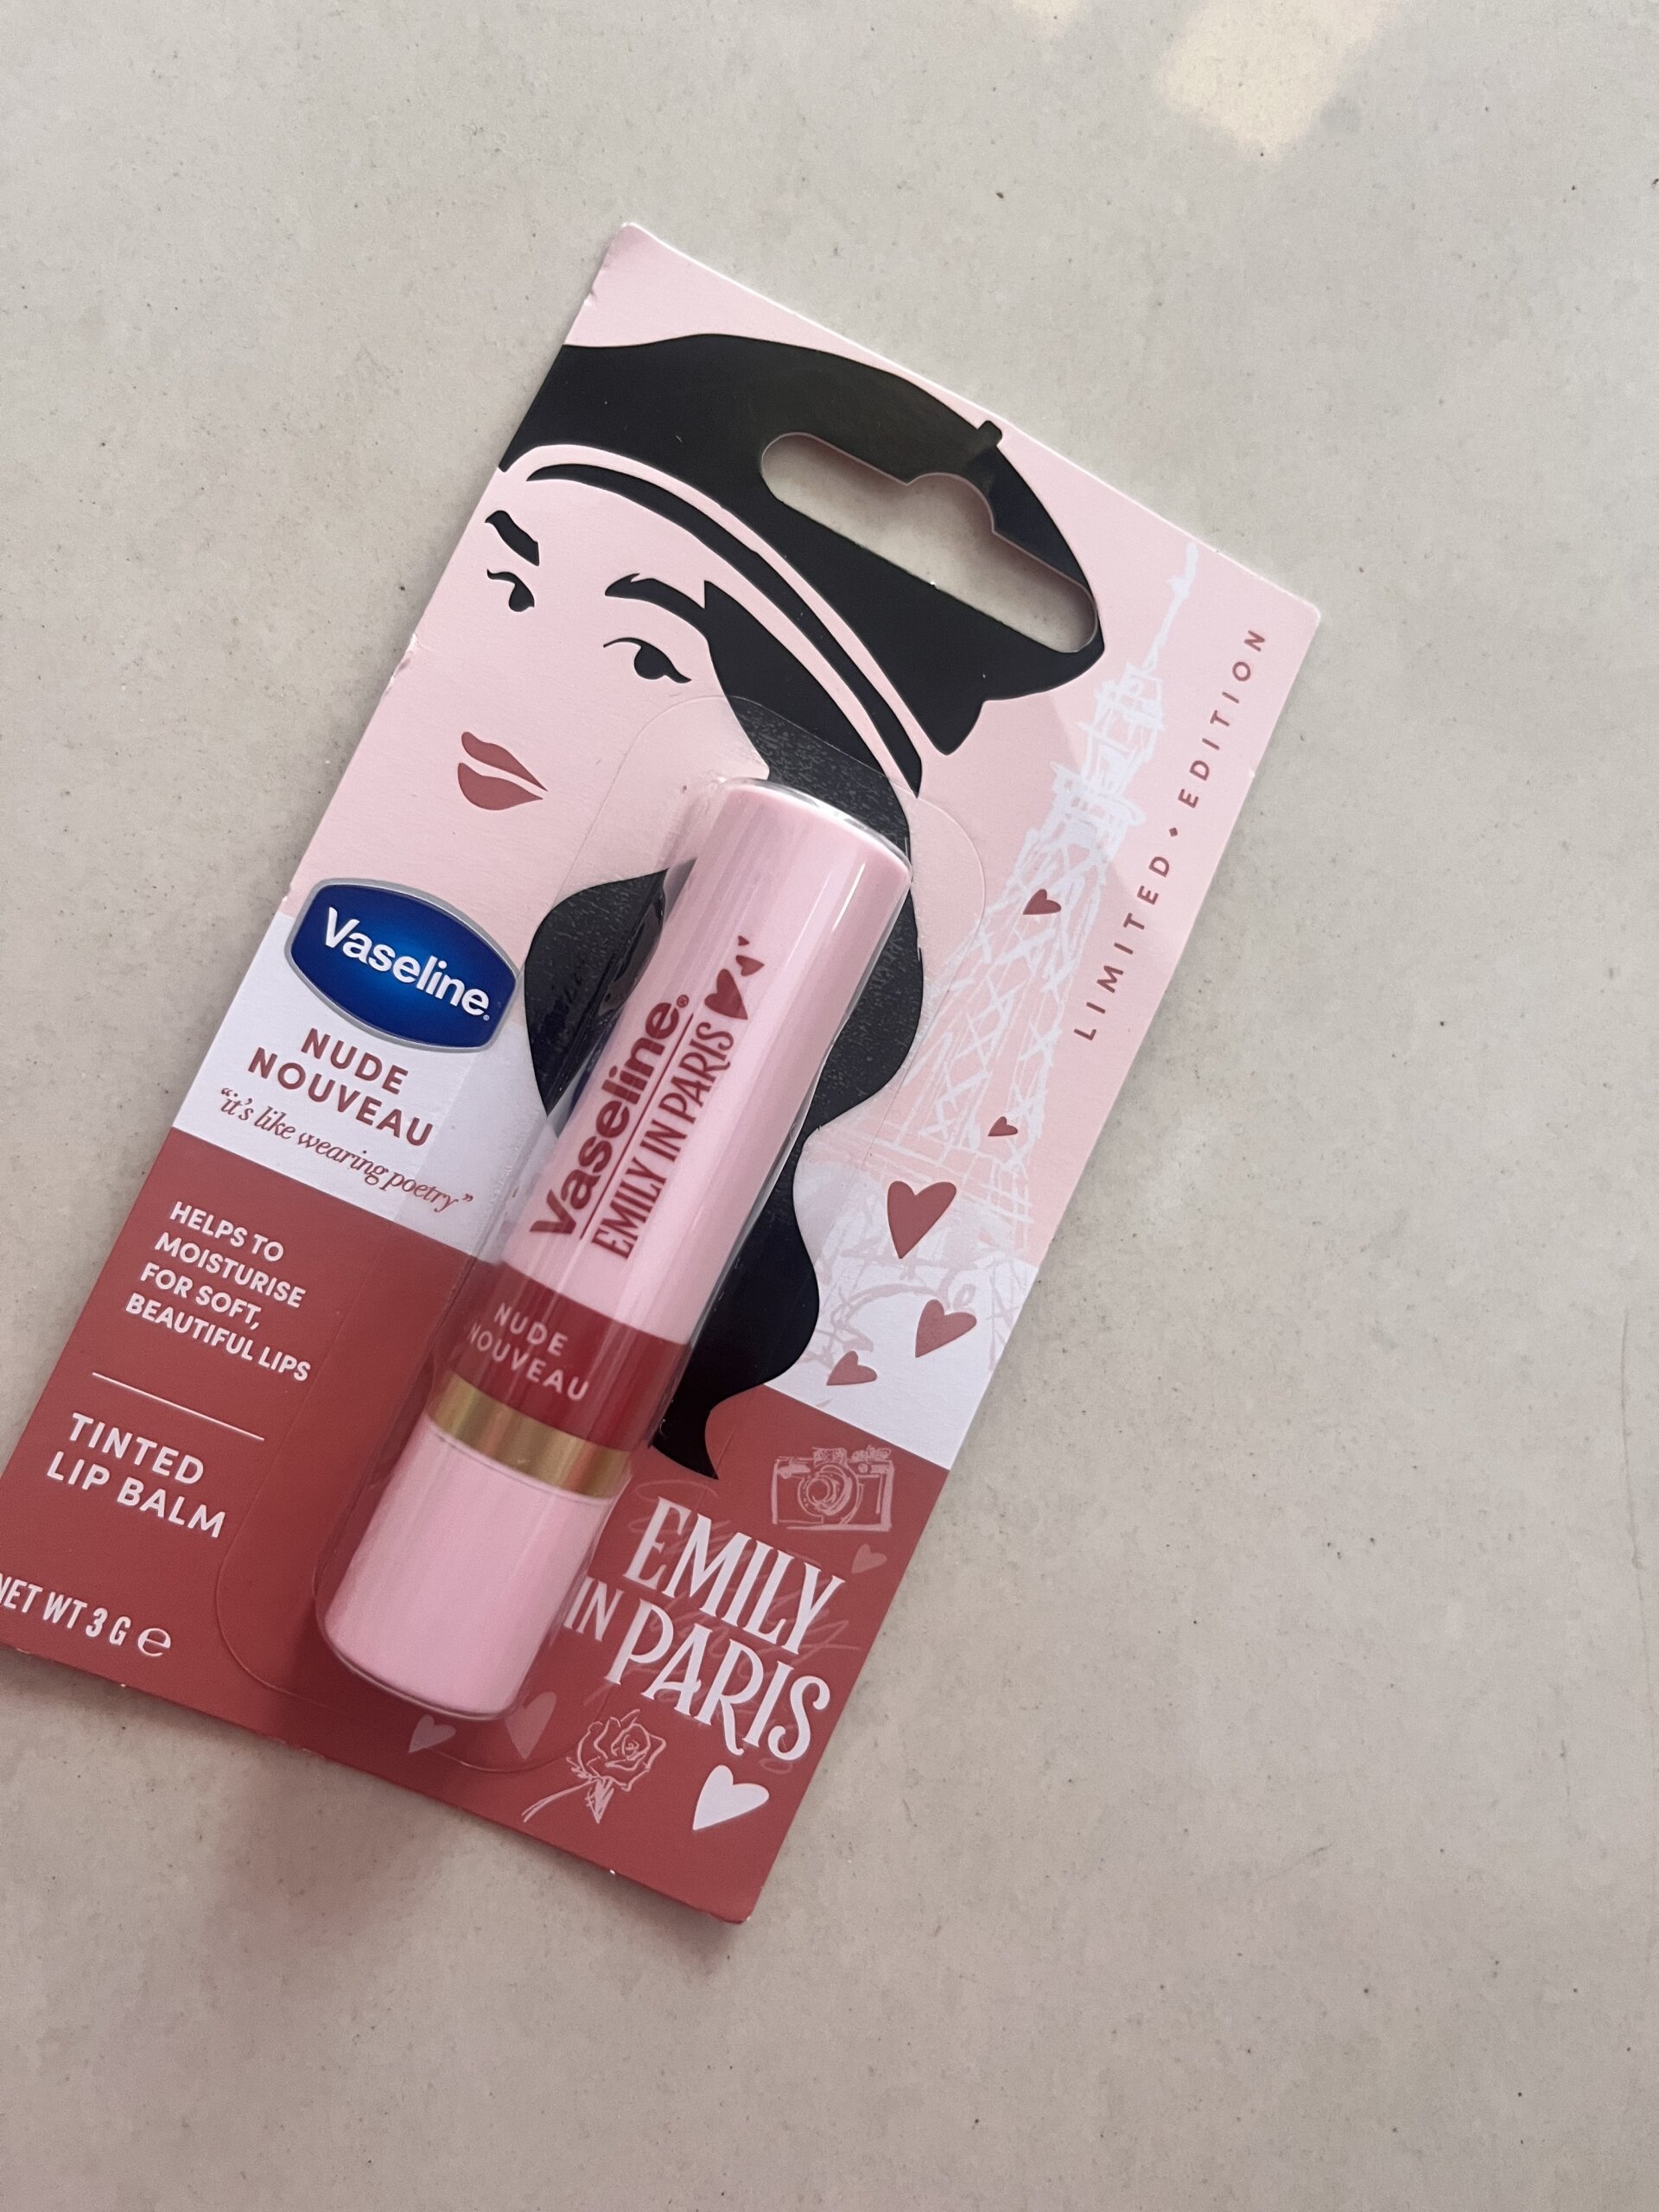 LIMITED • EDITION
Vaseline.
NUDE
NOUVEAU
"it's like wearing poetry"
HELPS TO
MOISTURISE
FOR SOFT,
BEAUTIFUL LIPS
TINTED
LIP BALM
NET WT 3 G ℮
Vaseline®
EMILY IN PARIS
NUDE
NOUVEAU
EMILY
IN PARIS